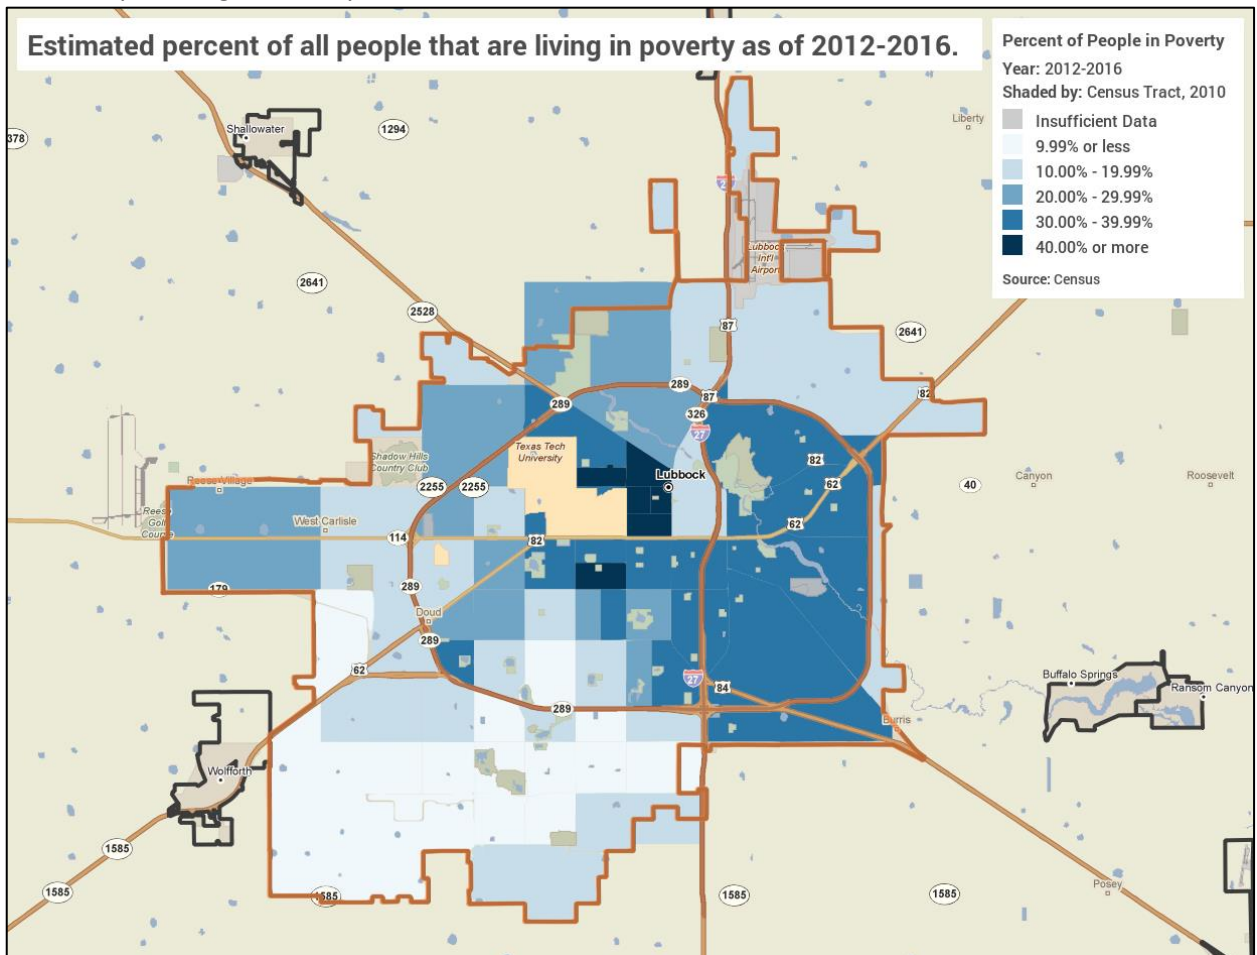 Estimated percent of all people that are living in poverty as of 2012-2016.
Percent of People in Poverty
Year: 2012-2016
Shaded by: Census Tract, 2010
Insufficient Data
9.99% or less
10.00% - 19.99%
20.00% - 29.99%
30.00% - 39.99%
40.00% or more
Source: Census
Shallowater
1294
378
Liberty
27
Lubbock
Int'l
Airport
2641
2528
87
2641
289
87
82
289
326
27
Texas Tech
University
Shadow Hills
Country Club
82
Lubbock
Reese Village
2255
2255
62
40
Canyon
Roosevelt
Reese
Golf
Course
West Carlisle
62
114
82
179
289
Doud
289
62
27
84
Buffalo Springs
Ransom Canyon
289
Burris
Wolfforth
1585
1585
1585
1585
1585
Posey